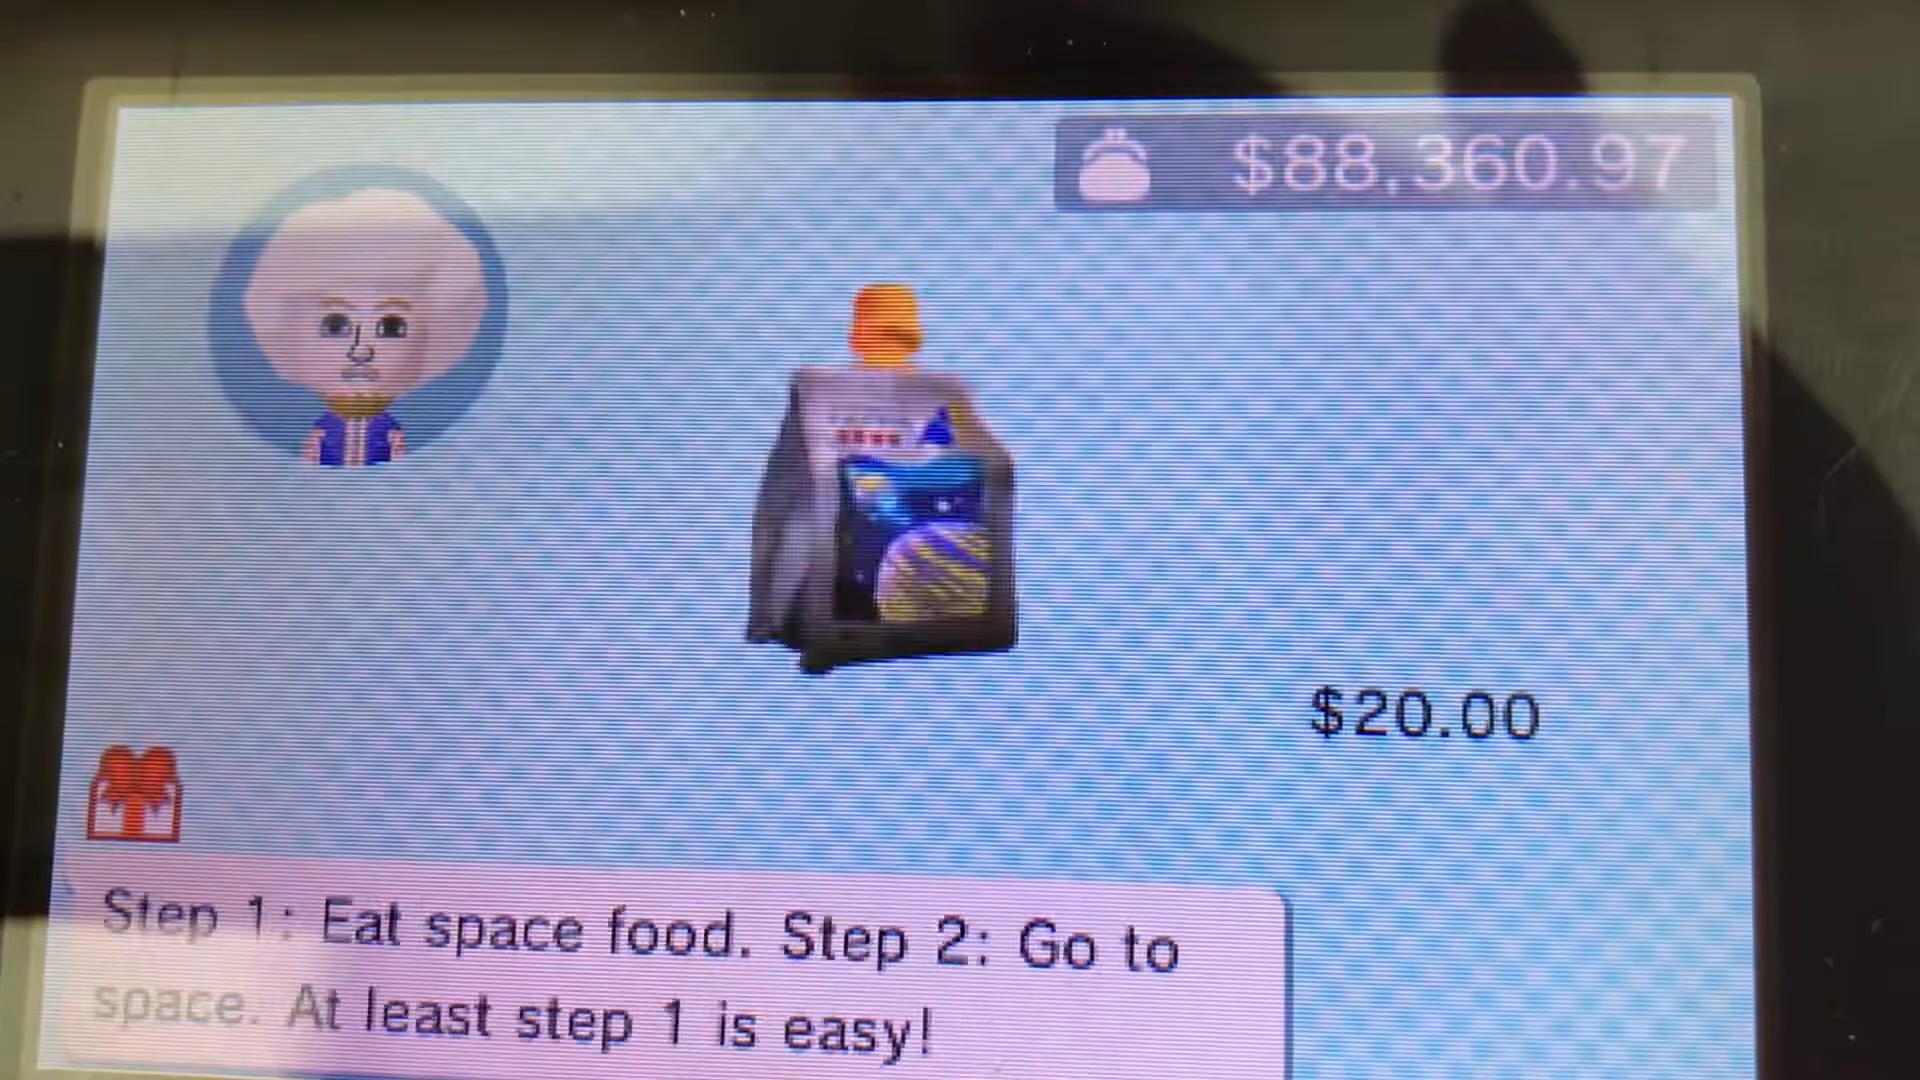 $88,360.97
$20.00
Step 1: Eat space food. Step 2: Go to
space. At least step 1 is easy!